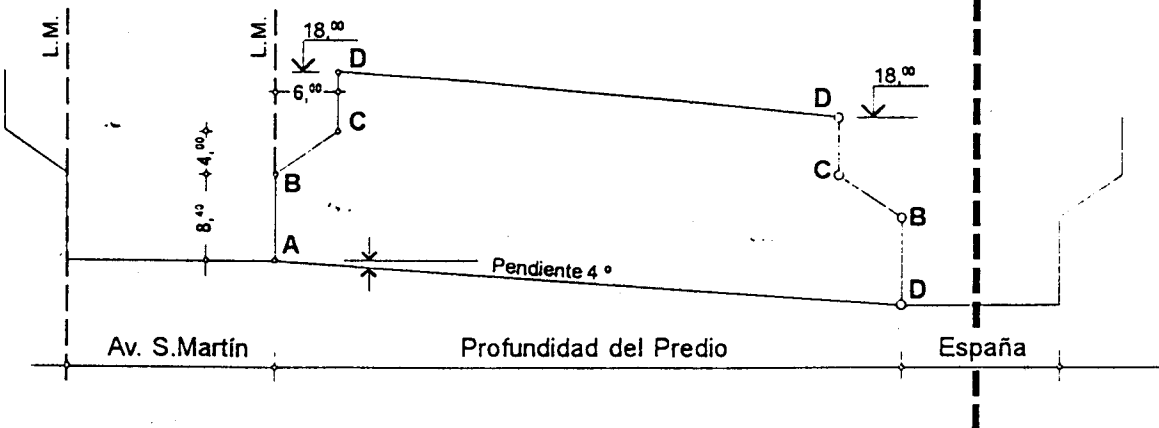 L.M.
L.M.
18,00
D
6,00
C
4,00
B
8,40
A
Pendiente 4 º
18,00
D
C
B
D
Av. S.Martín
Profundidad del Predio
España